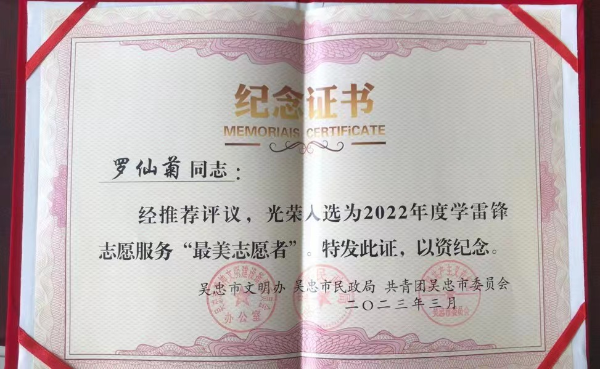 纪念证书
MEMORIAIS CERTIFICATE
罗仙菊同志：
经推荐评议，光荣入选为2022年度学雷锋
志愿服务“最美志愿者”。特发此证，以资纪念。
吴忠市文明办 吴忠市民政局 共青团吴忠市委员会
二〇二三年三月
办公室